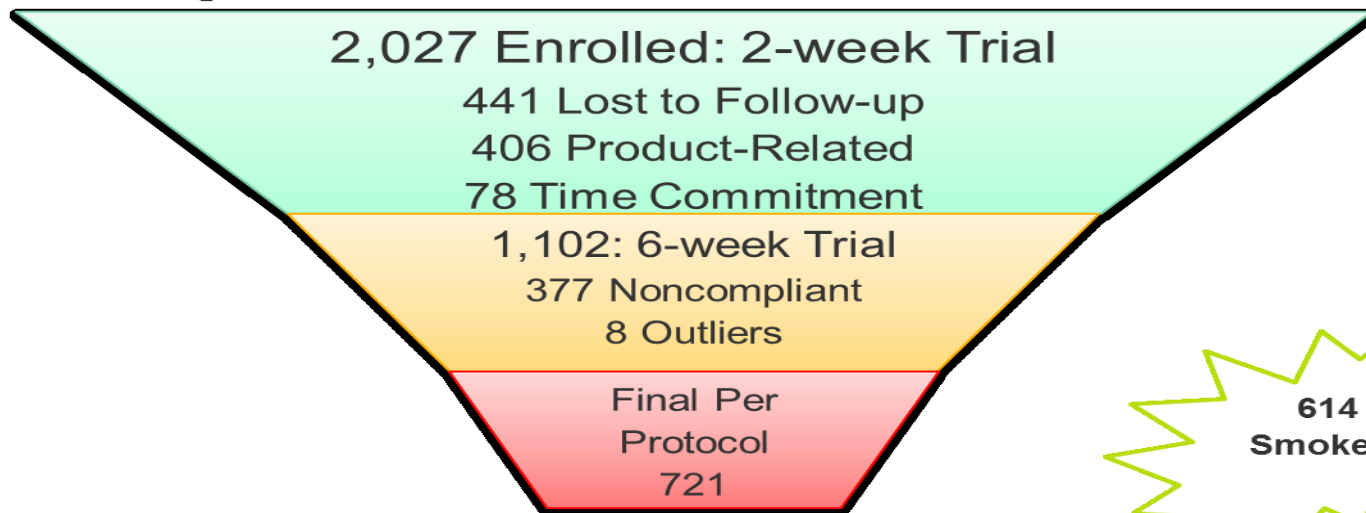 2,027 Enrolled: 2-week Trial
441 Lost to Follow-up
406 Product-Related
78 Time Commitment
1,102: 6-week Trial
377 Noncompliant
8 Outliers
Final Per
Protocol
721
614